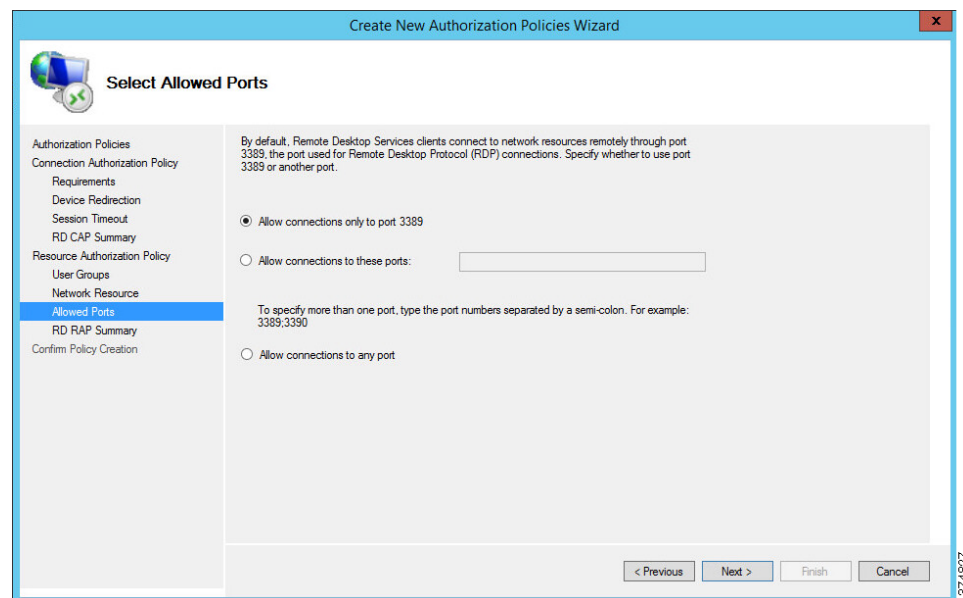 Create New Authorization Policies Wizard
x
Select Allowed Ports
Authorization Policies
Connection Authorization Policy
Requirements
Device Redirection
Session Timeout
RD CAP Summary
Resource Authorization Policy
User Groups
Network Resource
Allowed Ports
RD RAP Summary
Confirm Policy Creation
By default, Remote Desktop Services clients connect to network resources remotely through port
3389, the port used for Remote Desktop Protocol (RDP) connections. Specify whether to use port
3389 or another port.
Allow connections only to port 3389
Allow connections to these ports:
To specify more than one port, type the port numbers separated by a semi-colon. For example:
3389;3390
Allow connections to any port
< Previous
Next >
Finish
Cancel